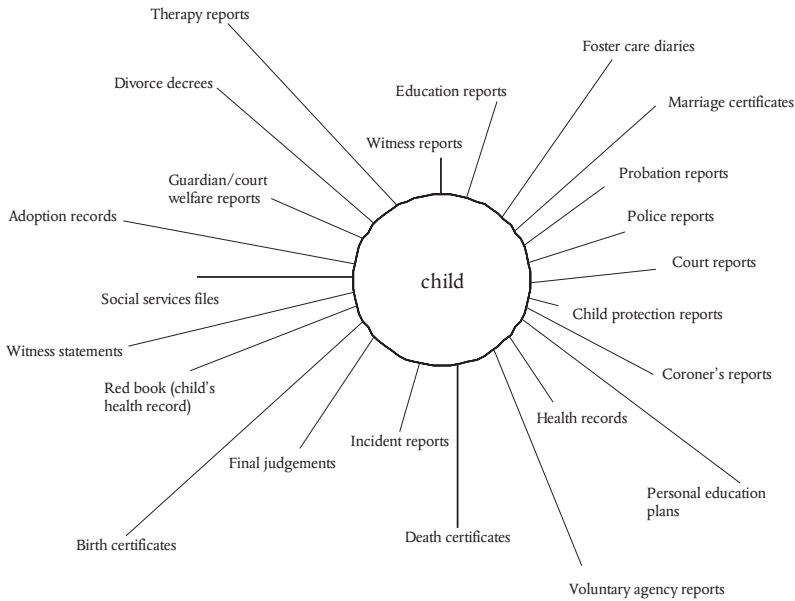 Therapy reports
Foster care diaries
Divorce decrees
Education reports
Marriage certificates
Witness reports
Guardian/court
welfare reports
Probation reports
Adoption records
Police reports
Court reports
child
Social services files
Child protection reports
Witness statements
Red book (child's
health record)
Coroner's reports
Health records
Incident reports
Final judgements
Personal education
plans
Death certificates
Birth certificates
Voluntary agency reports